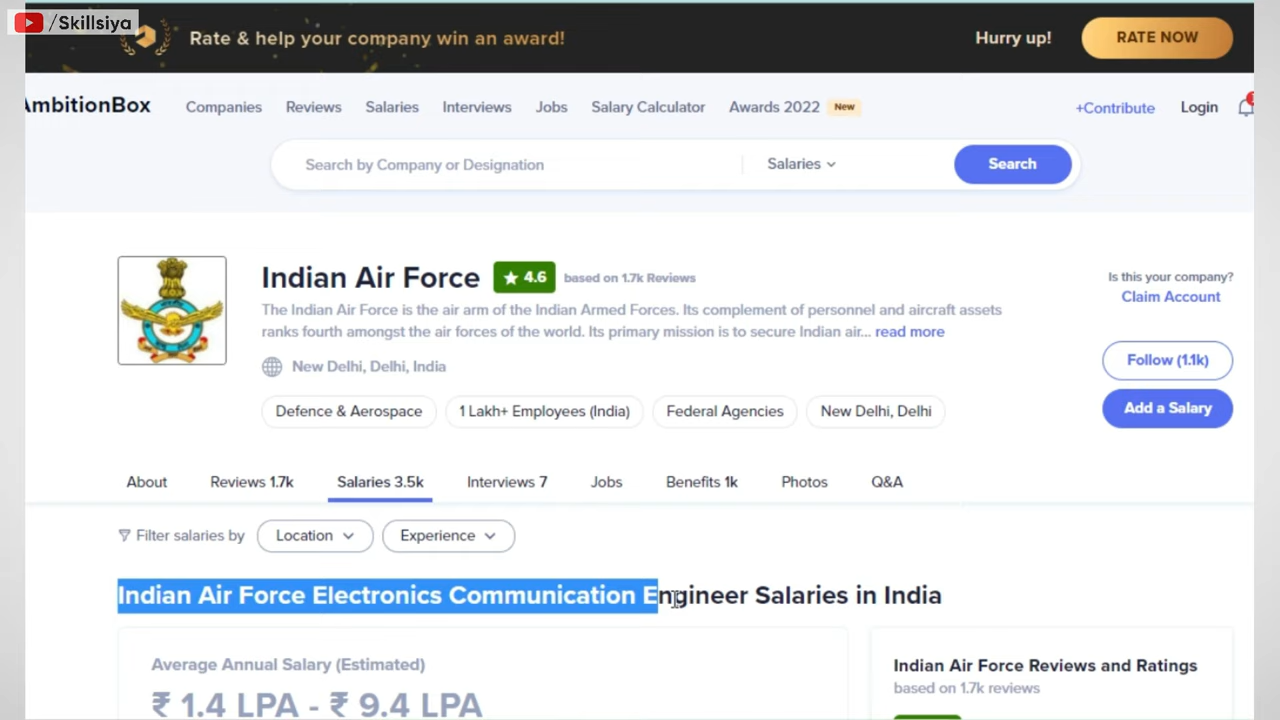 /Skillsiya
Rate & help your company win an award!
Hurry up!
RATE NOW
AmbitionBox
Companies
Reviews
Salaries
Interviews
Jobs
Salary Calculator
Awards 2022
New
+Contribute
Login
Search by Company or Designation
Salaries
Search
Indian Air Force
★ 4.6
based on 1.7k Reviews
Is this your company?
Claim Account
The Indian Air Force is the air arm of the Indian Armed Forces. Its complement of personnel and aircraft assets
ranks fourth amongst the air forces of the world. Its primary mission is to secure Indian air... read more
New Delhi, Delhi, India
Follow (1.1k)
Defence & Aerospace
1 Lakh+ Employees (India)
Federal Agencies
New Delhi, Delhi
Add a Salary
About
Reviews 1.7k
Salaries 3.5k
Interviews 7
Jobs
Benefits 1k
Photos
Q&A
Filter salaries by
Location
Experience
Indian Air Force Electronics Communication Engineer Salaries in India
Average Annual Salary (Estimated)
₹ 1.4 LPA - ₹ 9.4 LPA
Indian Air Force Reviews and Ratings
based on 1.7k reviews